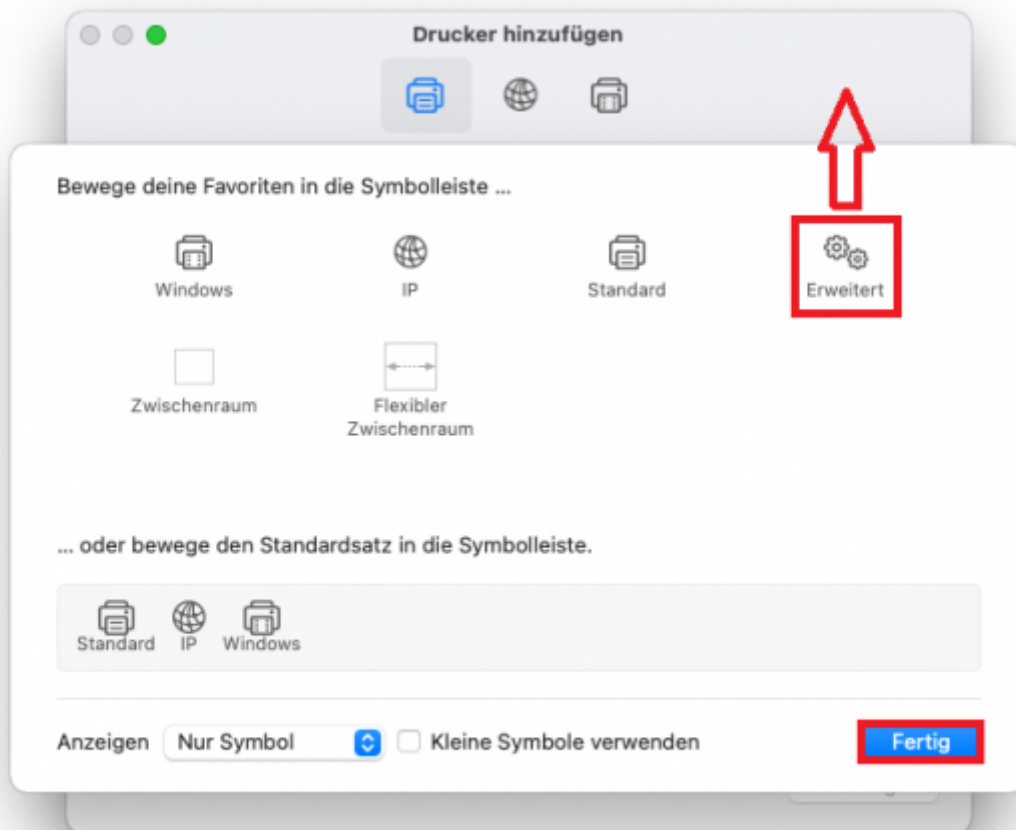 Drucker hinzufügen
Bewege deine Favoriten in die Symbolleiste ...
Windows
IP
Standard
Erweitert
Zwischenraum
Flexibler
Zwischenraum
... oder bewege den Standardsatz in die Symbolleiste.
Standard IP Windows
Anzeigen Nur Symbol Kleine Symbole verwenden Fertig